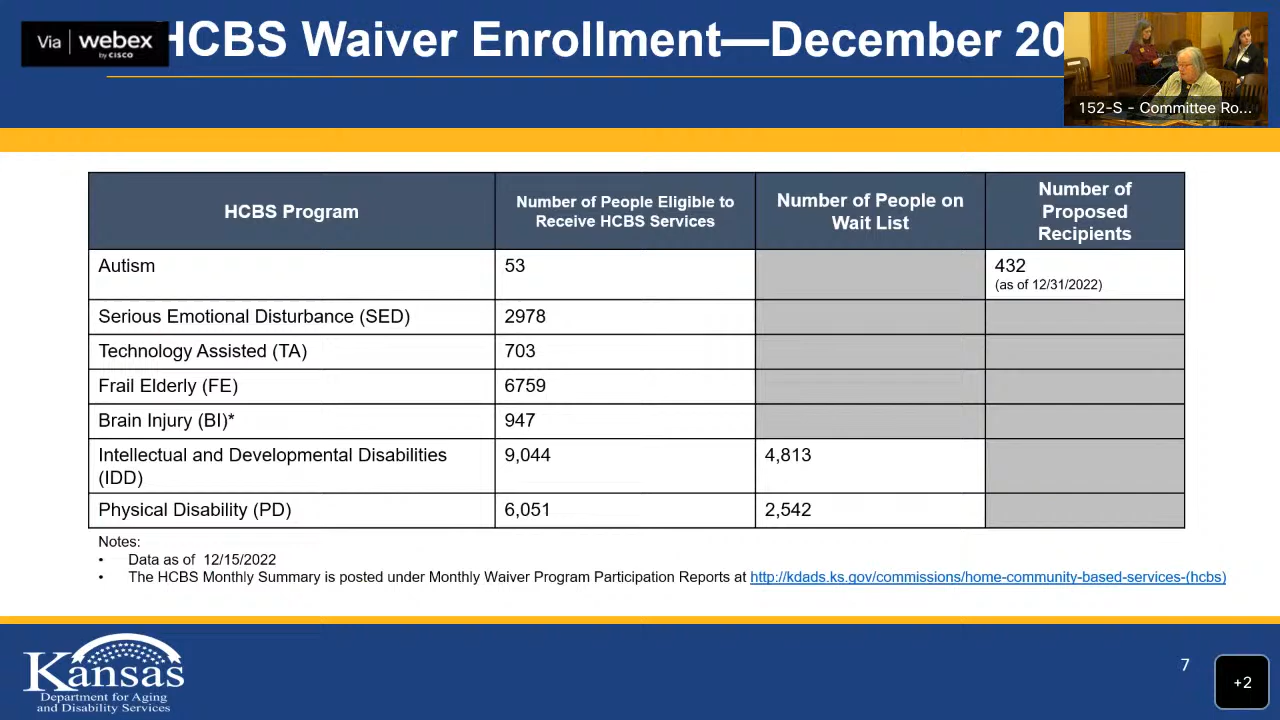 Via webex
by CISCO
HCBS Waiver Enrollment—December 20
152-S - Committee Ro...
HCBS Program
Number of People Eligible to
Receive HCBS Services
Number of People on
Wait List
Number of
Proposed
Recipients
Autism
53
432
(as of 12/31/2022)
Serious Emotional Disturbance (SED)
2978
Technology Assisted (TA)
703
Frail Elderly (FE)
6759
Brain Injury (BI)*
947
Intellectual and Developmental Disabilities
(IDD)
9,044
4,813
Physical Disability (PD)
6,051
2,542
Notes:
• Data as of 12/15/2022
• The HCBS Monthly Summary is posted under Monthly Waiver Program Participation Reports at http://kdads.ks.gov/commissions/home-community-based-services-(hcbs)
Kansas
Department for Aging
and Disability Services
7
+2